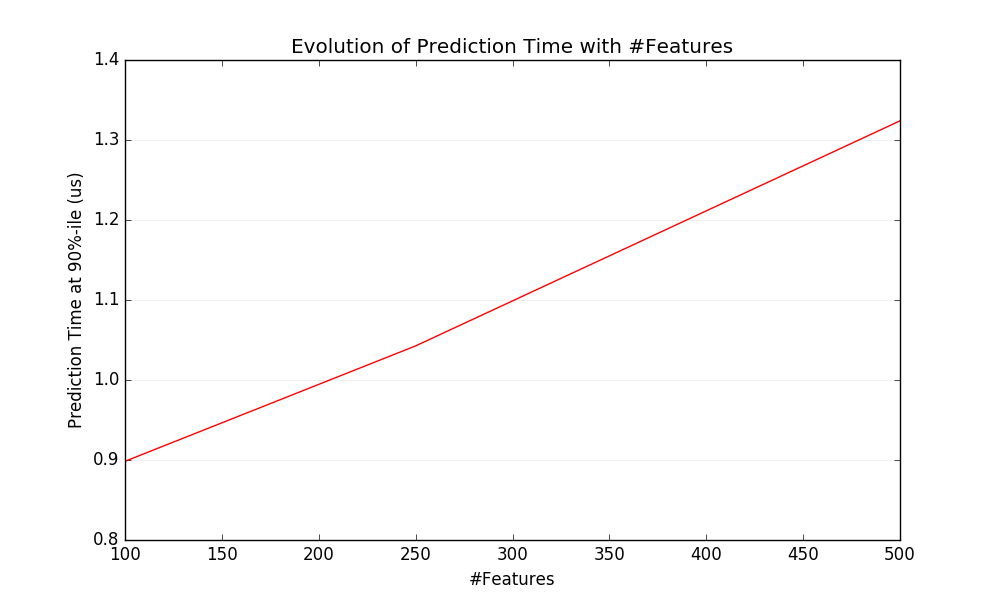 Evolution of Prediction Time with #Features
1.4
1.3
1.2
1.1
1.0
0.9
0.8
Prediction Time at 90%-ile (us)
100 150 200 250 300 350 400 450 500
#Features